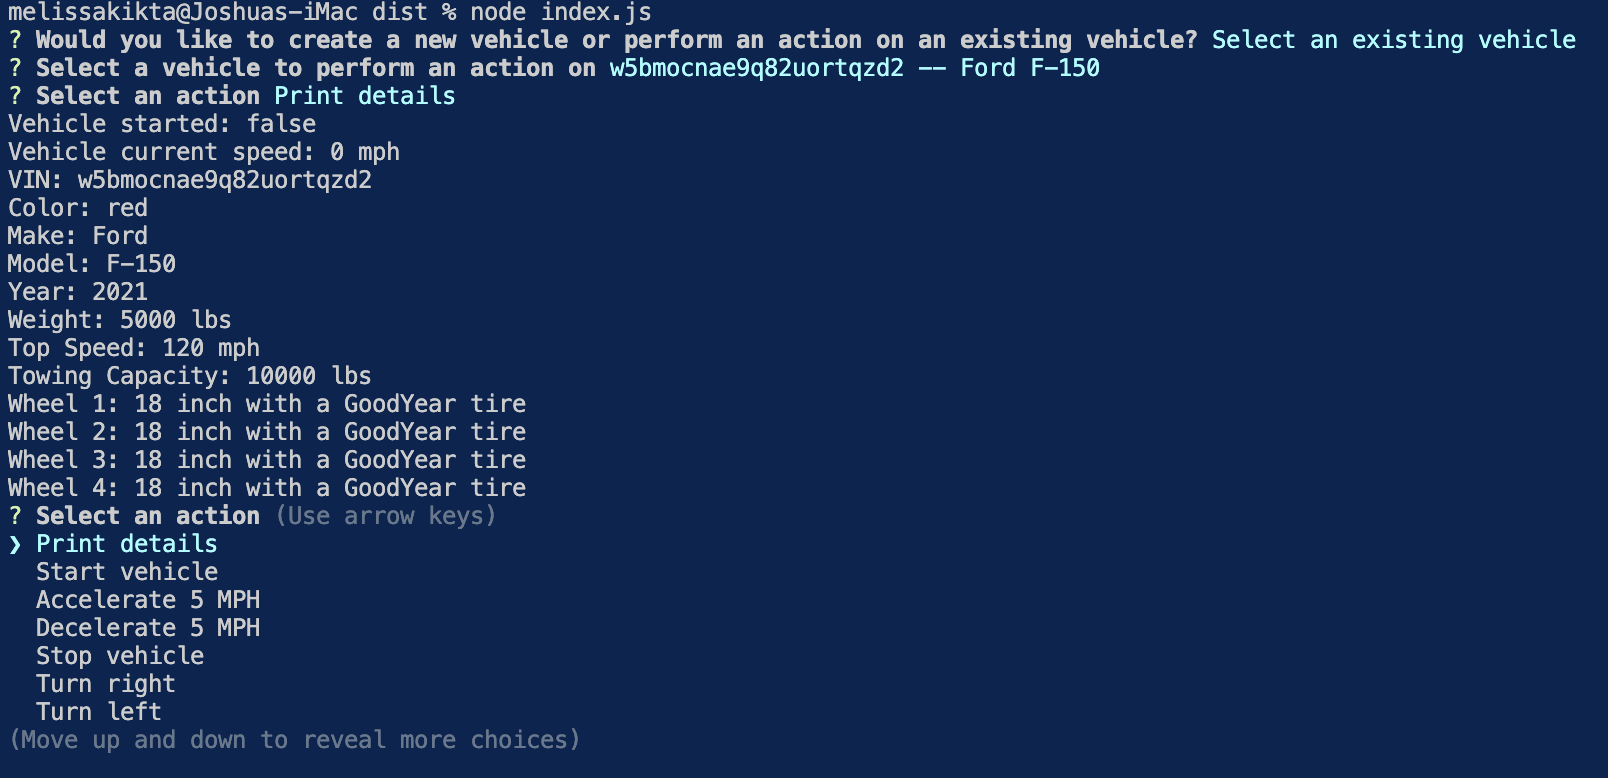 melissakikta@Joshuas-iMac dist % node index.js
? Would you like to create a new vehicle or perform an action on an existing vehicle? Select an existing vehicle
? Select a vehicle to perform an action on w5bmocnae9q82uortqzd2 -- Ford F-150
? Select an action Print details
Vehicle started: false
Vehicle current speed: 0 mph
VIN: w5bmocnae9q82uortqzd2
Color: red
Make: Ford
Model: F-150
Year: 2021
Weight: 5000 lbs
Top Speed: 120 mph
Towing Capacity: 10000 lbs
Wheel 1: 18 inch with a GoodYear tire
Wheel 2: 18 inch with a GoodYear tire
Wheel 3: 18 inch with a GoodYear tire
Wheel 4: 18 inch with a GoodYear tire
? Select an action (Use arrow keys)
❯ Print details
Start vehicle
Accelerate 5 MPH
Decelerate 5 MPH
Stop vehicle
Turn right
Turn left
(Move up and down to reveal more choices)